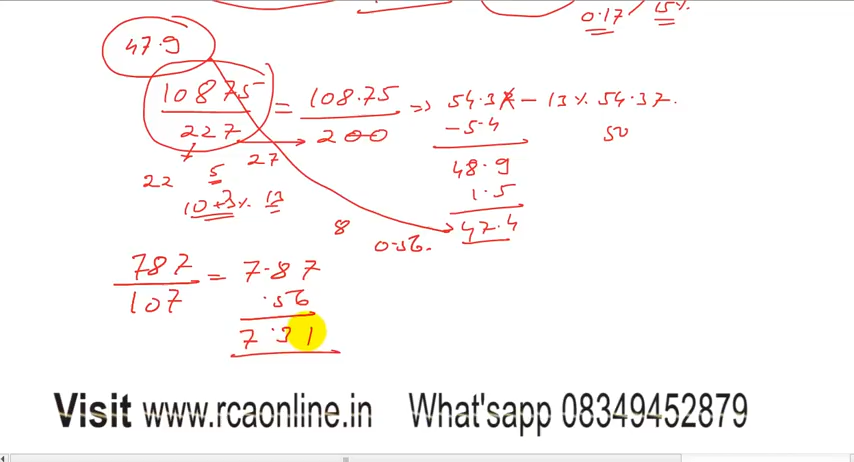 0.17 / 15%
47.9
10875 / 227 = 108.75 / 200 => 54.37 - 13% 54.37.
-5.4
50
27
48.9
22 5
1.5
10+3% 13
8 0.56. 47.4
787 / 107 = 7.87
.56
7.31
Visit www.rcaonline.in What'sapp 08349452879